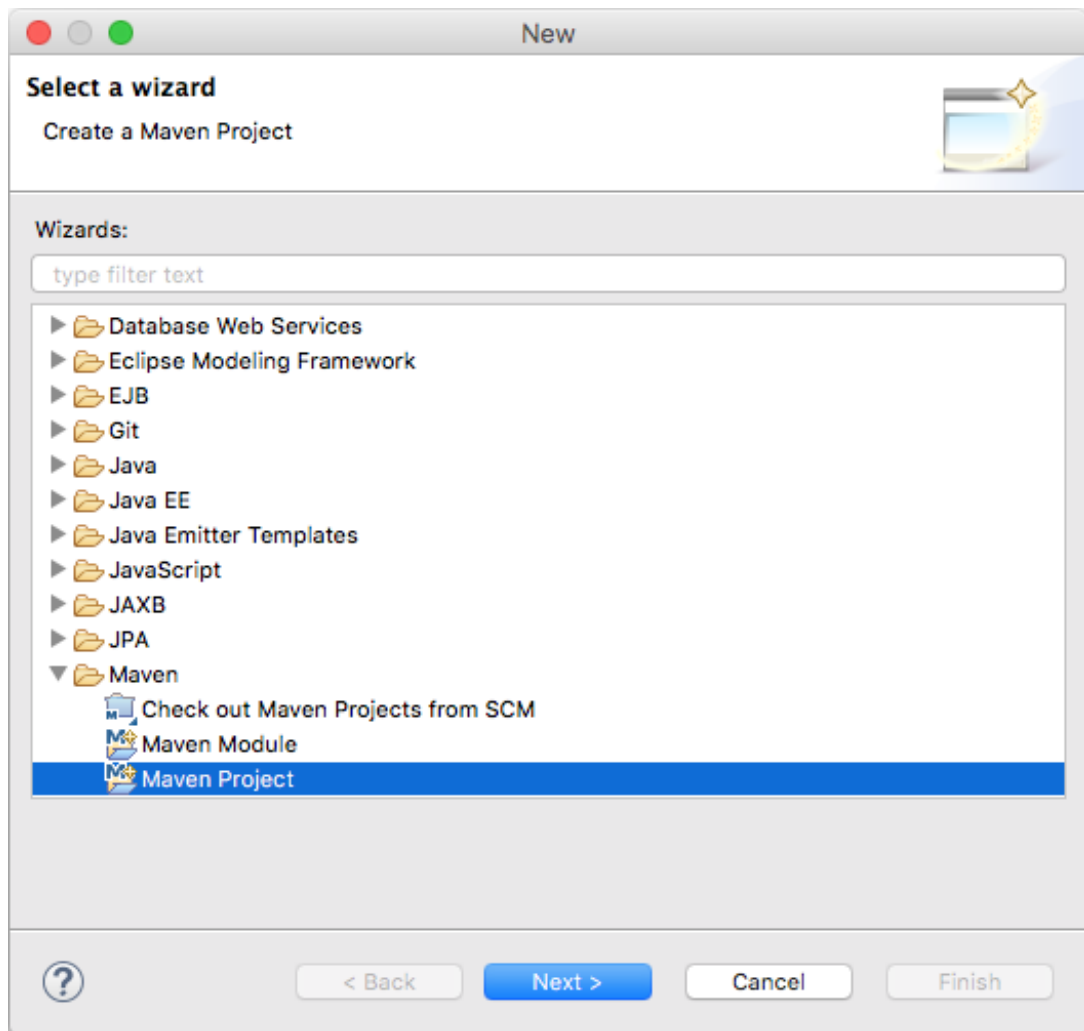 New
Select a wizard
Create a Maven Project
Wizards:
type filter text
Database Web Services
Eclipse Modeling Framework
EJB
Git
Java
Java EE
Java Emitter Templates
JavaScript
JAXB
JPA
Maven
Check out Maven Projects from SCM
Maven Module
Maven Project
? < Back Next > Cancel Finish